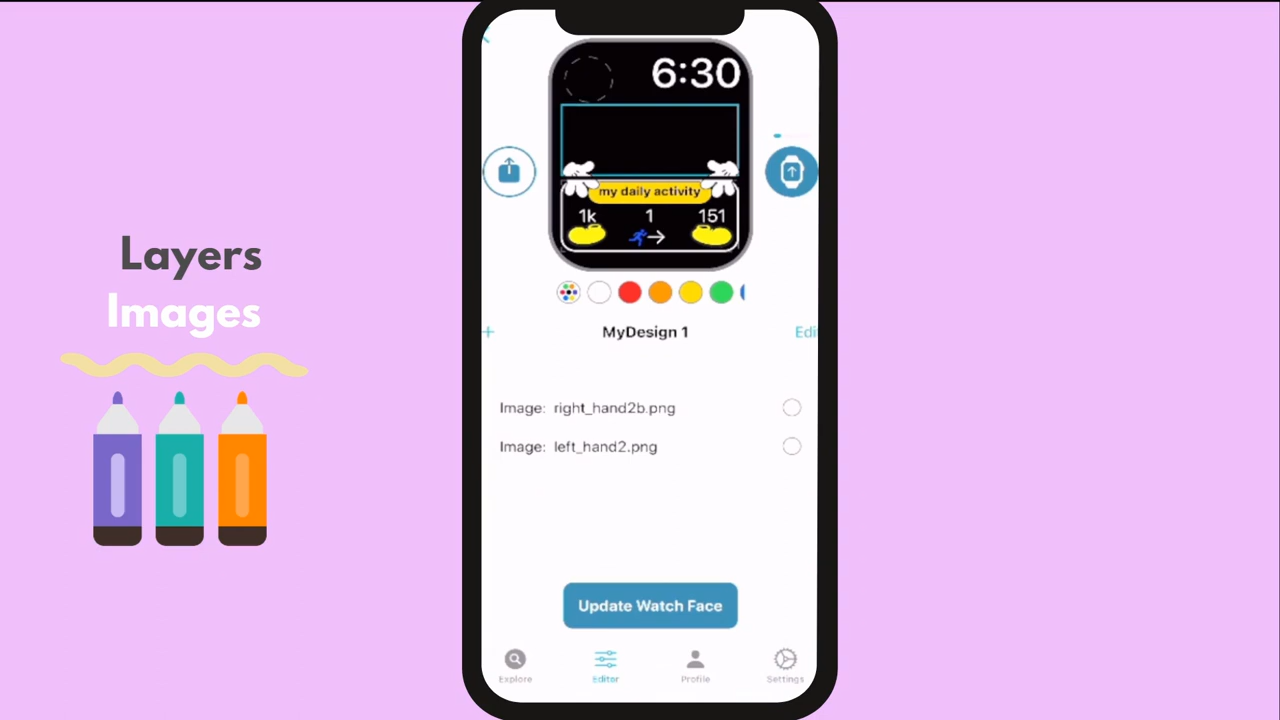 Layers
Images
6:30
my daily activity
1k 1 151
MyDesign 1 Edi
Image: right_hand2b.png
Image: left_hand2.png
Update Watch Face
Explore Editor Profile Settings